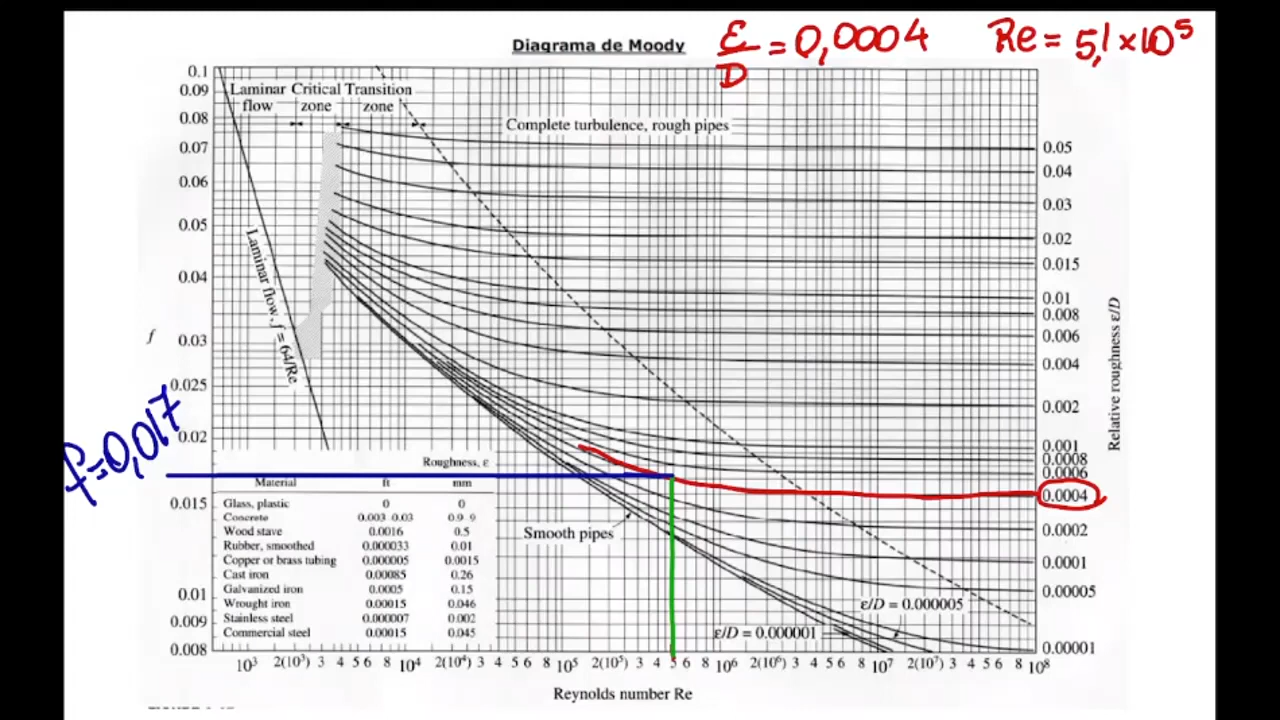 Diagrama de Moody
ε/D = 0,0004
Re = 5,1 × 10⁵
0.1
0.09
0.08
0.07
0.06
0.05
0.04
f
0.03
0.025
0.02
0.015
0.01
0.009
0.008
f=0,017
Laminar flow
Critical zone
Transition zone
Complete turbulence, rough pipes
Laminar flow, f = 64/Re
0.05
0.04
0.03
0.02
0.015
0.01
0.008
0.006
0.004
0.002
0.001
0.0008
0.0006
0.0004
0.0002
0.0001
0.00005
0.00001
Relative roughness ε/D
Roughness, ε
Material ft mm
Glass, plastic 0 0
Concrete 0.003 0.03 0.9 9
Wood stave 0.0016 0.5
Rubber, smoothed 0.000033 0.01
Copper or brass tubing 0.000005 0.0015
Cast iron 0.00085 0.26
Galvanized iron 0.0005 0.15
Wrought iron 0.00015 0.046
Stainless steel 0.000007 0.002
Commercial steel 0.00015 0.045
Smooth pipes
ε/D = 0.000005
ε/D = 0.000001
10³ 2(10³) 3 4 5 6 8 10⁴ 2(10⁴) 3 4 5 6 8 10⁵ 2(10⁵) 3 4 5 6 8 10⁶ 2(10⁶) 3 4 5 6 8 10⁷ 2(10⁷) 3 4 5 6 8 10⁸
Reynolds number Re